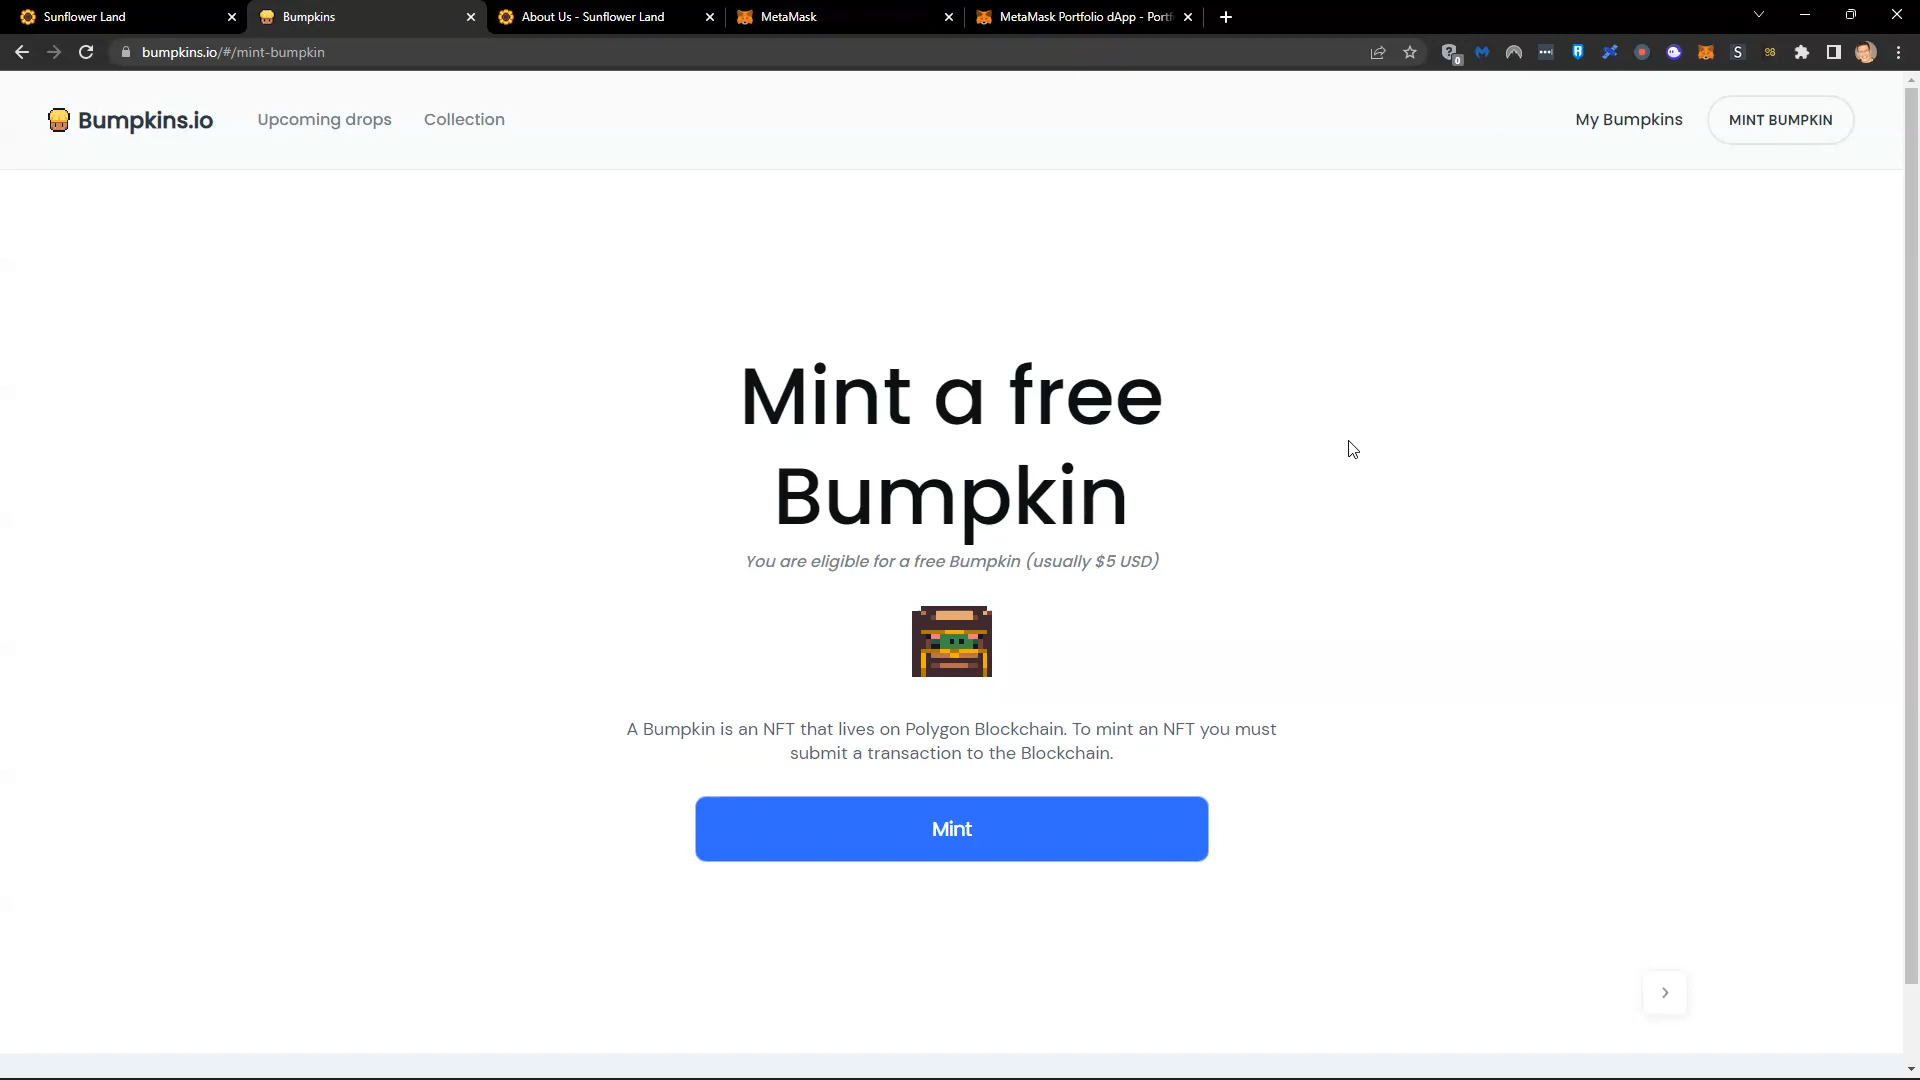 Sunflower Land
Bumpkins
About Us - Sunflower Land
MetaMask
MetaMask Portfolio dApp - Portf
bumpkins.io/#/mint-bumpkin
0
S
98
Bumpkins.io
Upcoming drops
Collection
My Bumpkins
MINT BUMPKIN
Mint a free
Bumpkin
You are eligible for a free Bumpkin (usually $5 USD)
A Bumpkin is an NFT that lives on Polygon Blockchain. To mint an NFT you must
submit a transaction to the Blockchain.
Mint